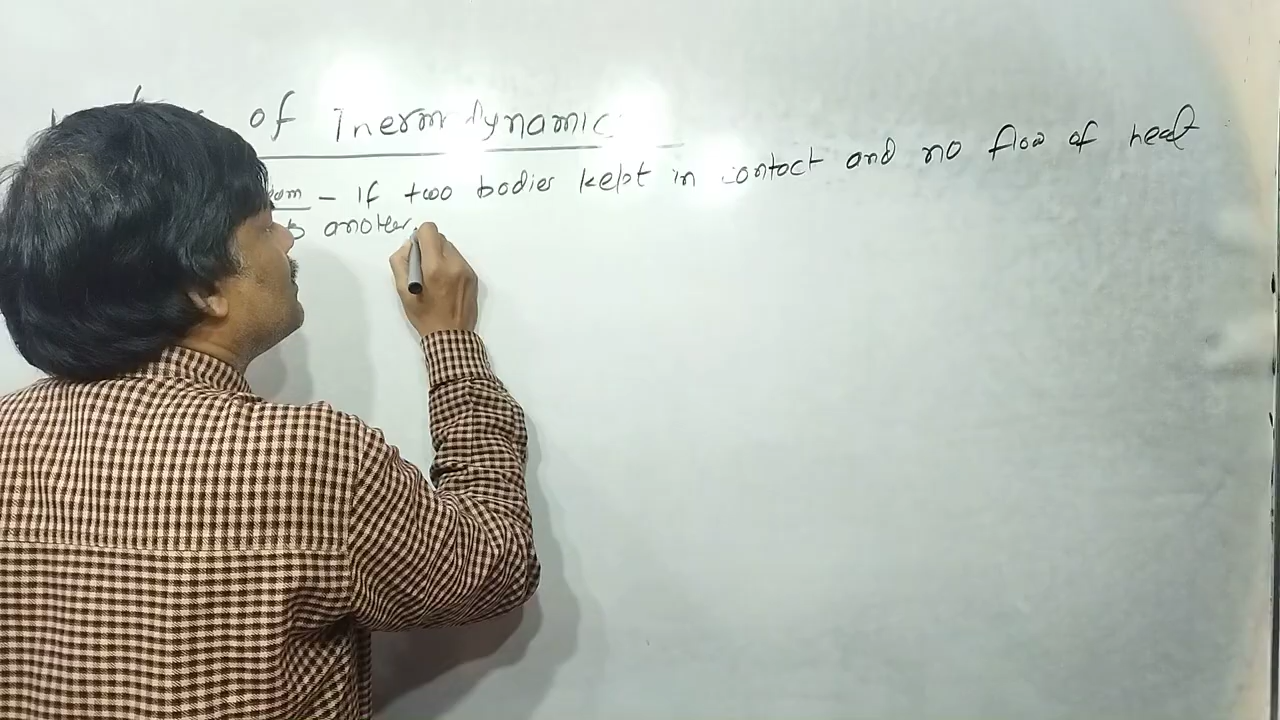 of Thermodynamic
- If two bodies kept in contact and no flow of heat
another